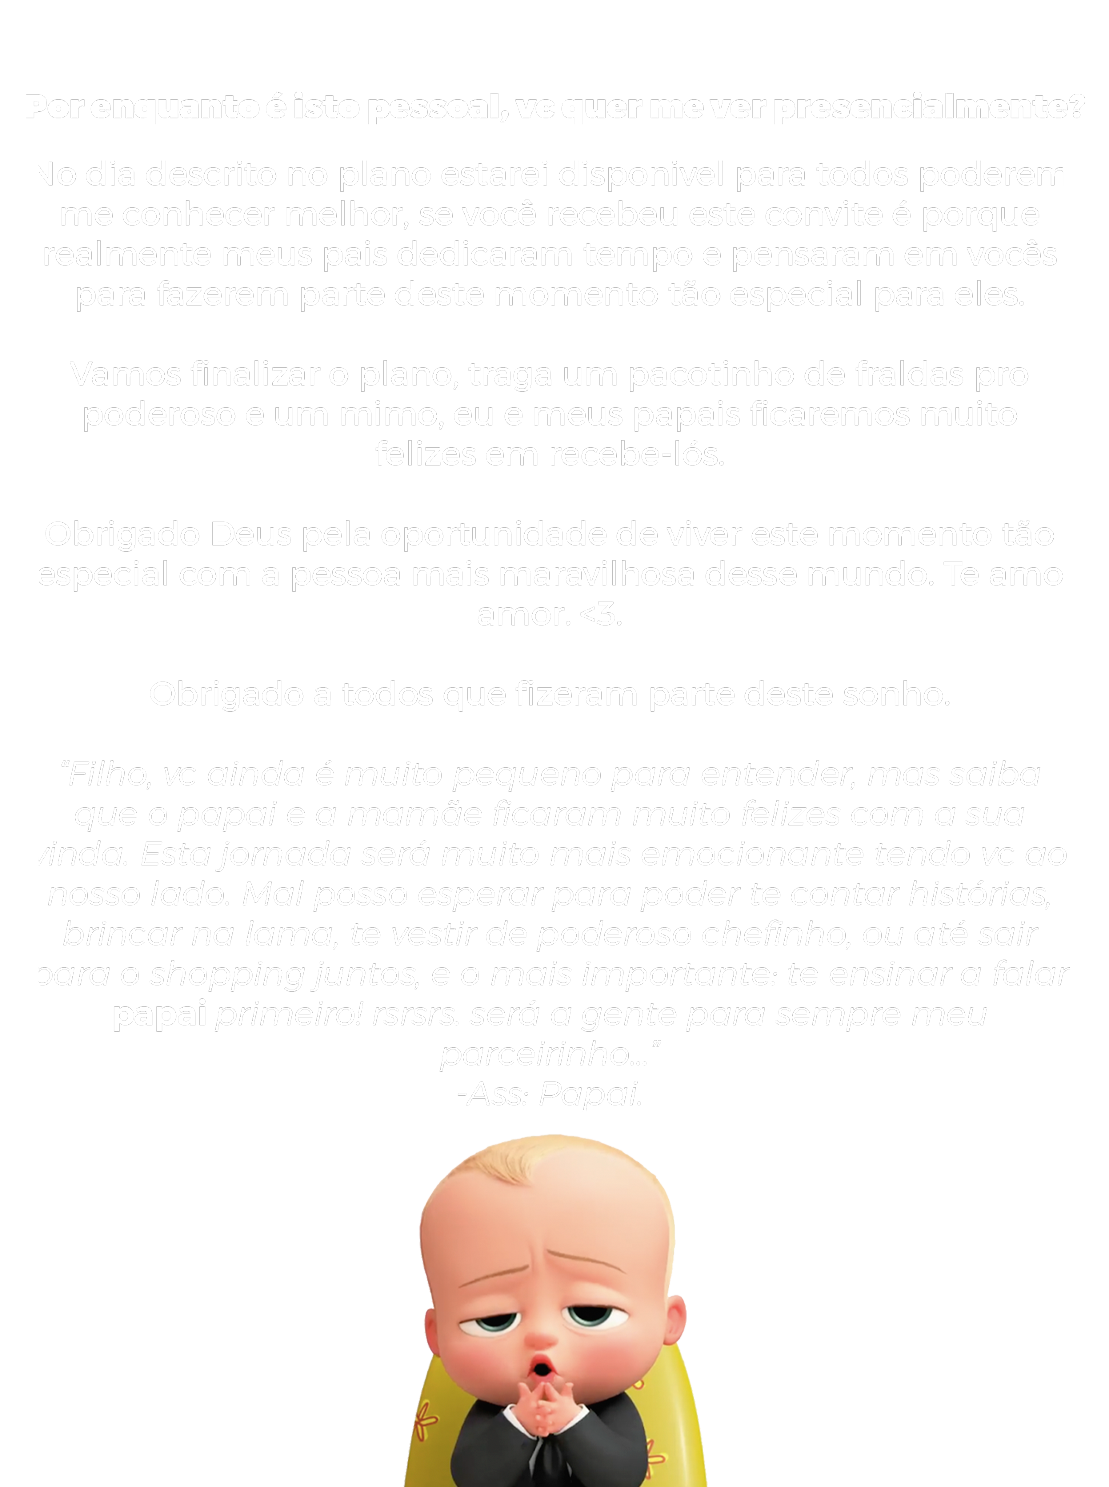 Por enquanto é isto pessoal, vc quer me ver presencialmente?
No dia descrito no plano estarei disponivel para todos poderem
me conhecer melhor, se você recebeu este convite é porque
realmente meus pais dedicaram tempo e pensaram em vocês
para fazerem parte deste momento tão especial para eles.
Vamos finalizar o plano, traga um pacotinho de fraldas pro
poderoso e um mimo, eu e meus papais ficaremos muito
felizes em recebe-lós.
Obrigado Deus pela oportunidade de viver este momento tão
especial com a pessoa mais maravilhosa desse mundo. Te amo
amor. <3.
Obrigado a todos que fizeram parte deste sonho.
“Filho, vc ainda é muito pequeno para entender, mas saiba
que o papai e a mamãe ficaram muito felizes com a sua
vinda. Esta jornada será muito mais emocionante tendo vc ao
nosso lado. Mal posso esperar para poder te contar histórias,
brincar na lama, te vestir de poderoso chefinho, ou até sair
para o shopping juntos, e o mais importante: te ensinar a falar
papai primeiro! rsrsrs. será a gente para sempre meu
parceirinho...“
-Ass: Papai.